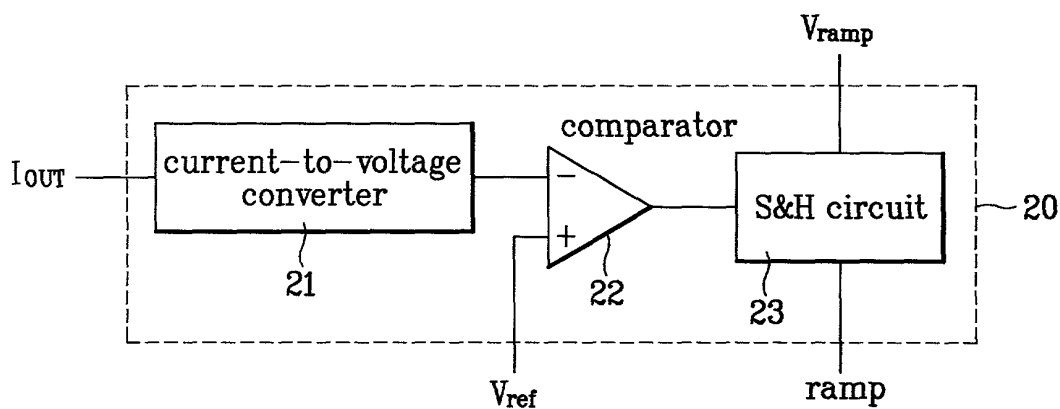 Vramp
comparator
IOUT
current-to-voltage
converter
−
+
S&H circuit
20
21
22
23
Vref
ramp